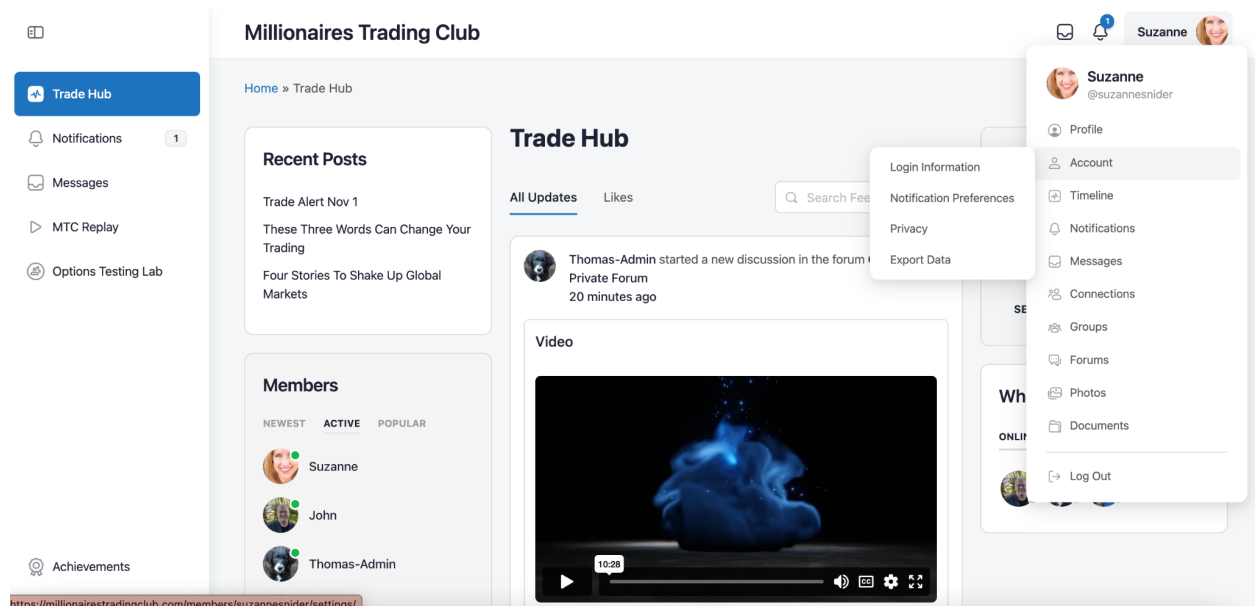 Millionaires Trading Club
1
Suzanne
Trade Hub
Notifications 1
Messages
MTC Replay
Options Testing Lab
Achievements
Home » Trade Hub
Recent Posts
Trade Alert Nov 1
These Three Words Can Change Your
Trading
Four Stories To Shake Up Global
Markets
Members
NEWEST ACTIVE POPULAR
Suzanne
John
Thomas-Admin
Trade Hub
All Updates Likes
Search Fee
Thomas-Admin started a new discussion in the forum
Private Forum
20 minutes ago
Video
10:28
CC
Login Information
Notification Preferences
Privacy
Export Data
Suzanne
@suzannesnider
Profile
Account
Timeline
Notifications
Messages
Connections
Groups
Forums
Photos
Documents
Log Out
SE
Wh
ONLIN
https://millionairestradingclub.com/members/suzannesnider/settings/